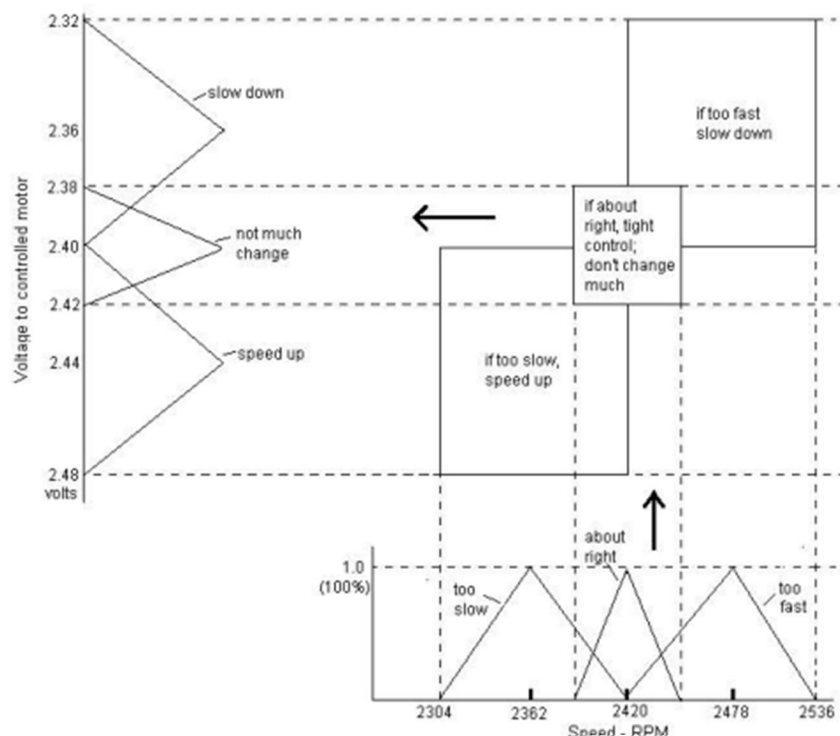 2.32
2.36
2.38
2.40
2.42
2.44
2.48
volts
Voltage to controlled motor
slow down
not much
change
speed up
if too fast
slow down
if about
right, tight
control;
don't change
much
if too slow,
speed up
1.0
(100%)
too
slow
about
right
too
fast
2304
2362
2420
2478
2536
Speed - RPM